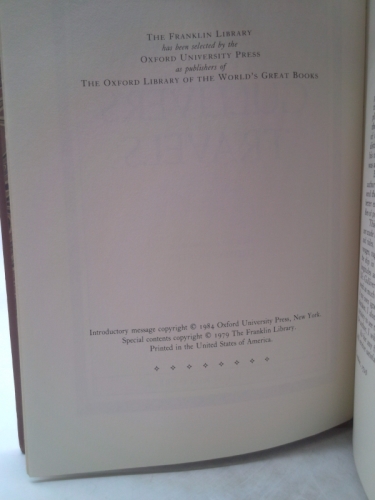 THE FRANKLIN LIBRARY
has been selected by the
OXFORD UNIVERSITY PRESS
as publishers of
THE OXFORD LIBRARY OF THE WORLD'S GREAT BOOKS
TRAVELS
Introductory message copyright © 1984 Oxford University Press, New York.
Special contents copyright © 1979 The Franklin Library.
Printed in the United States of America.